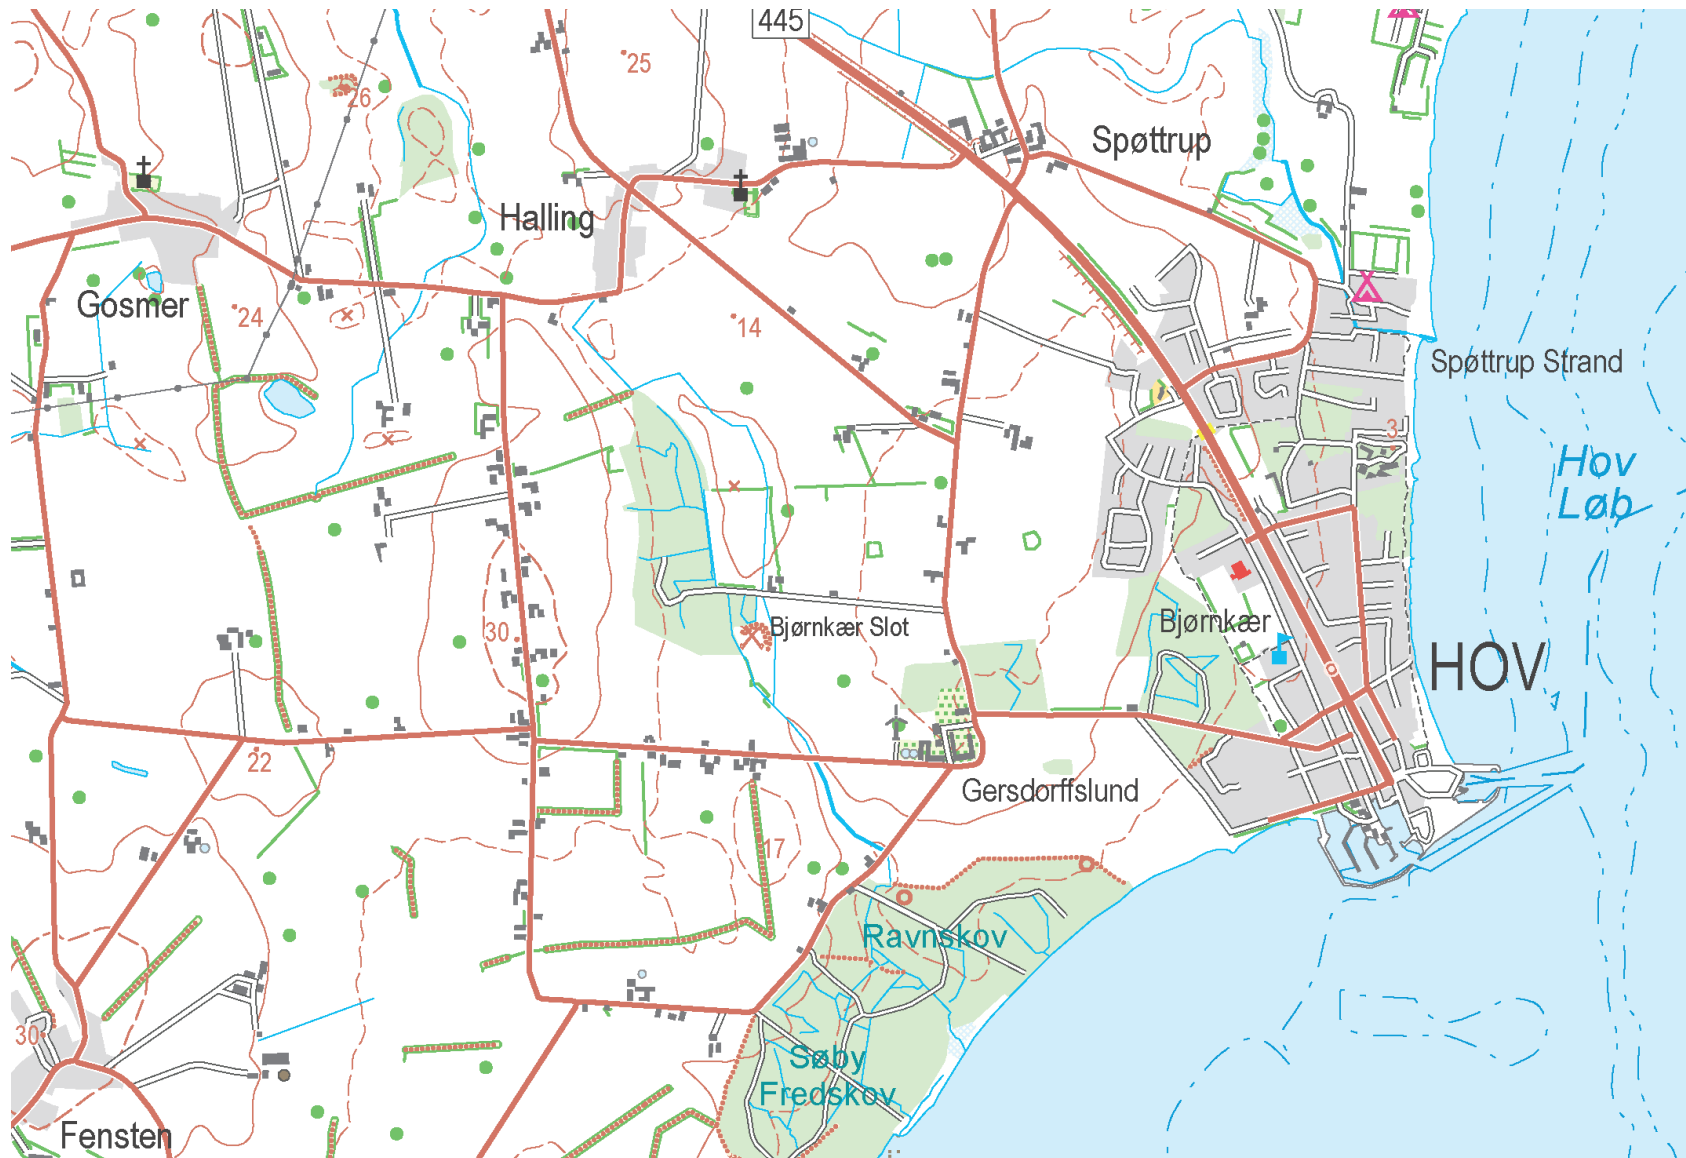 445
25
26
Spøttrup
Halling
Gosmer
24
14
Spøttrup Strand
3
Hov
Løb
30
Bjørnkær Slot
Bjørnkær
HOV
22
Gersdorffslund
17
Ravnskov
30
Søby
Fredskov
Fensten